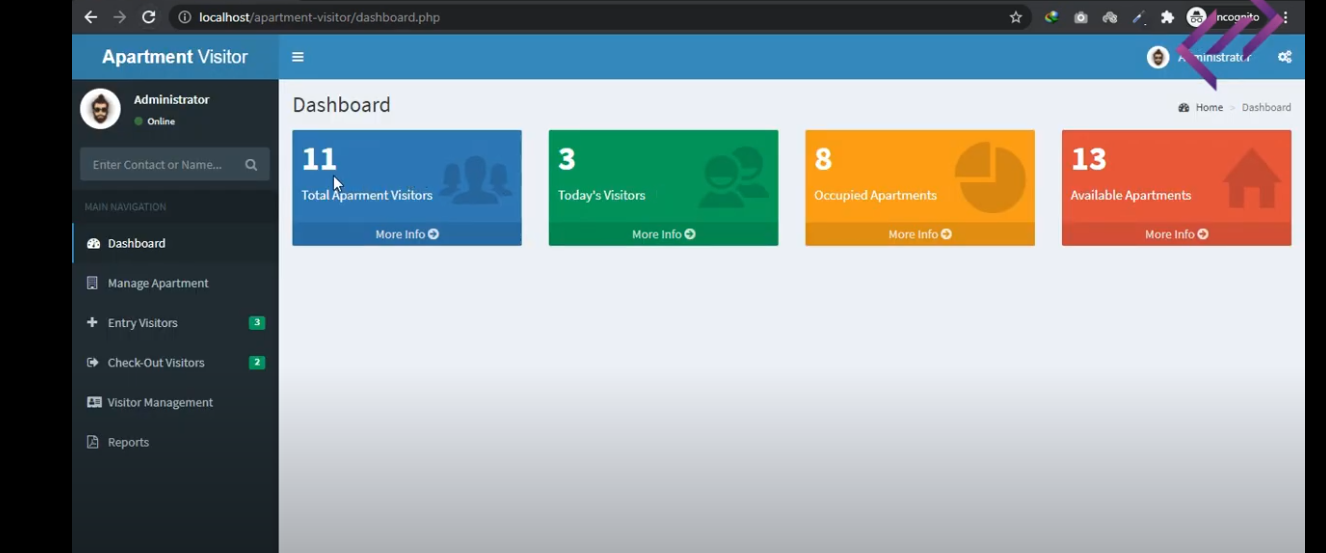 localhost/apartment-visitor/dashboard.php
Incognito
Apartment Visitor
Administrator
Administrator
Online
Enter Contact or Name...
MAIN NAVIGATION
Dashboard
Manage Apartment
Entry Visitors 3
Check-Out Visitors 2
Visitor Management
Reports
Dashboard
Home > Dashboard
11
Total Aparment Visitors
More Info
3
Today's Visitors
More Info
8
Occupied Apartments
More Info
13
Available Apartments
More Info